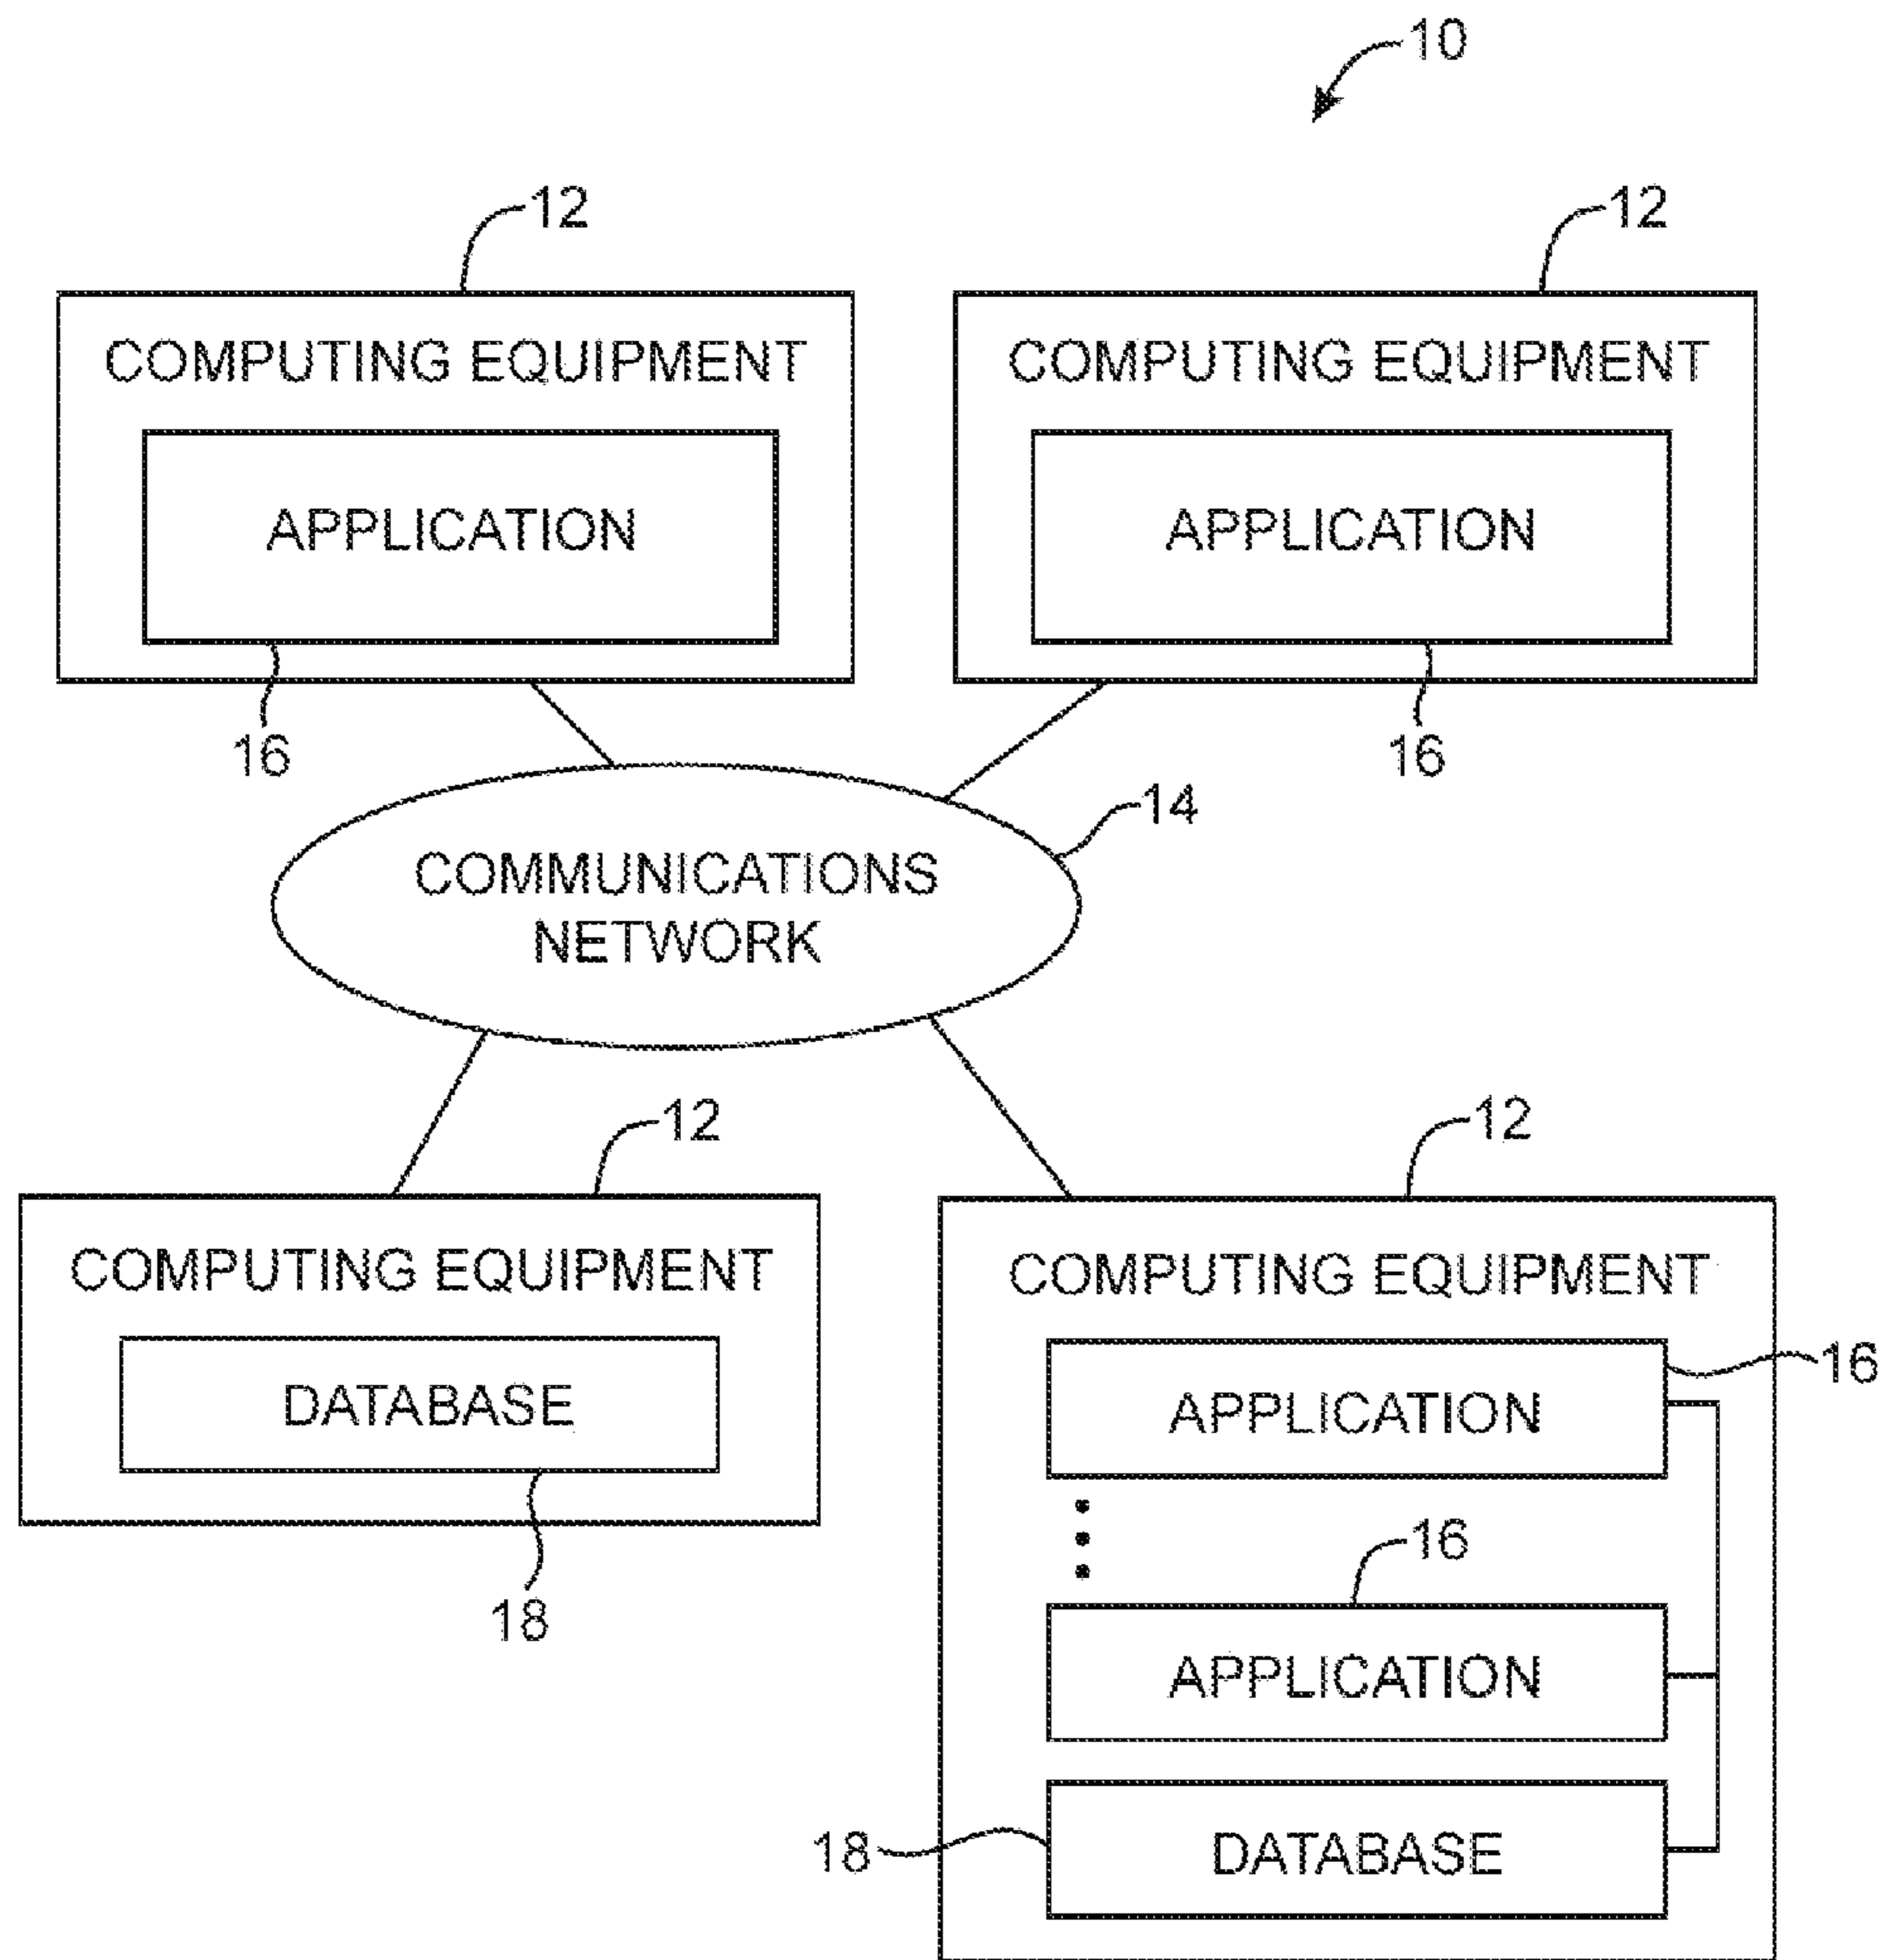 10
12
12
COMPUTING EQUIPMENT
COMPUTING EQUIPMENT
APPLICATION
APPLICATION
16
16
14
COMMUNICATIONS
NETWORK
12
12
COMPUTING EQUIPMENT
COMPUTING EQUIPMENT
DATABASE
APPLICATION
16
18
16
APPLICATION
18
DATABASE